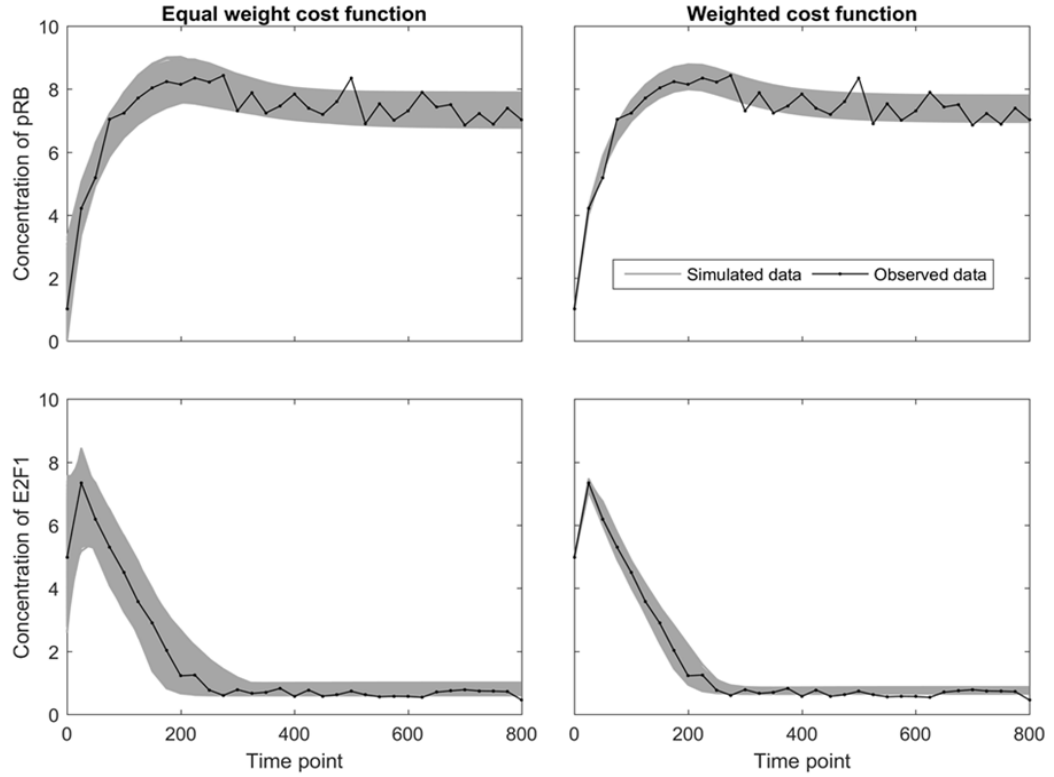 Equal weight cost function
Weighted cost function
Concentration of pRB
10
8
6
4
2
0
Simulated data
Observed data
Concentration of E2F1
10
8
6
4
2
0
0 200 400 600 800
Time point
0 200 400 600 800
Time point